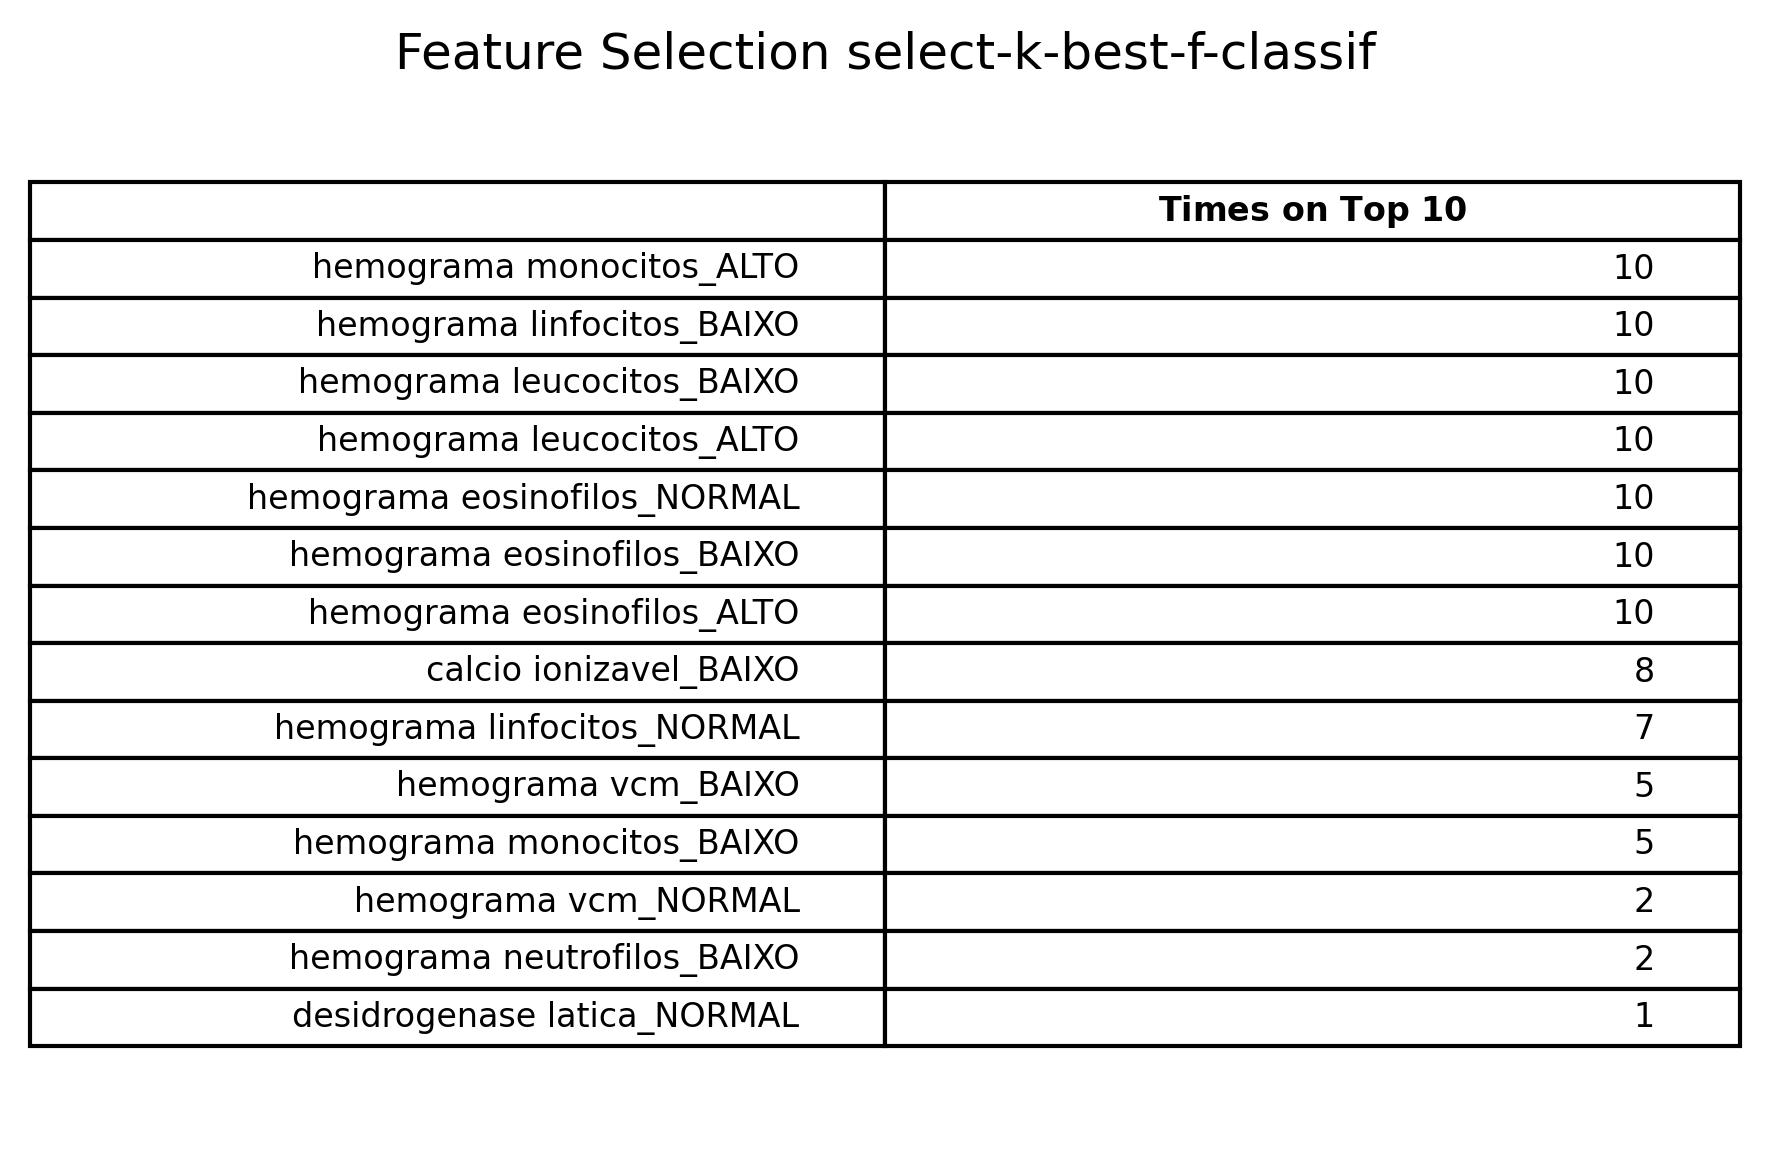 Feature Selection select-k-best-f-classif
Times on Top 10
hemograma monocitos_ALTO 10
hemograma linfocitos_BAIXO 10
hemograma leucocitos_BAIXO 10
hemograma leucocitos_ALTO 10
hemograma eosinofilos_NORMAL 10
hemograma eosinofilos_BAIXO 10
hemograma eosinofilos_ALTO 10
calcio ionizavel_BAIXO 8
hemograma linfocitos_NORMAL 7
hemograma vcm_BAIXO 5
hemograma monocitos_BAIXO 5
hemograma vcm_NORMAL 2
hemograma neutrofilos_BAIXO 2
desidrogenase latica_NORMAL 1